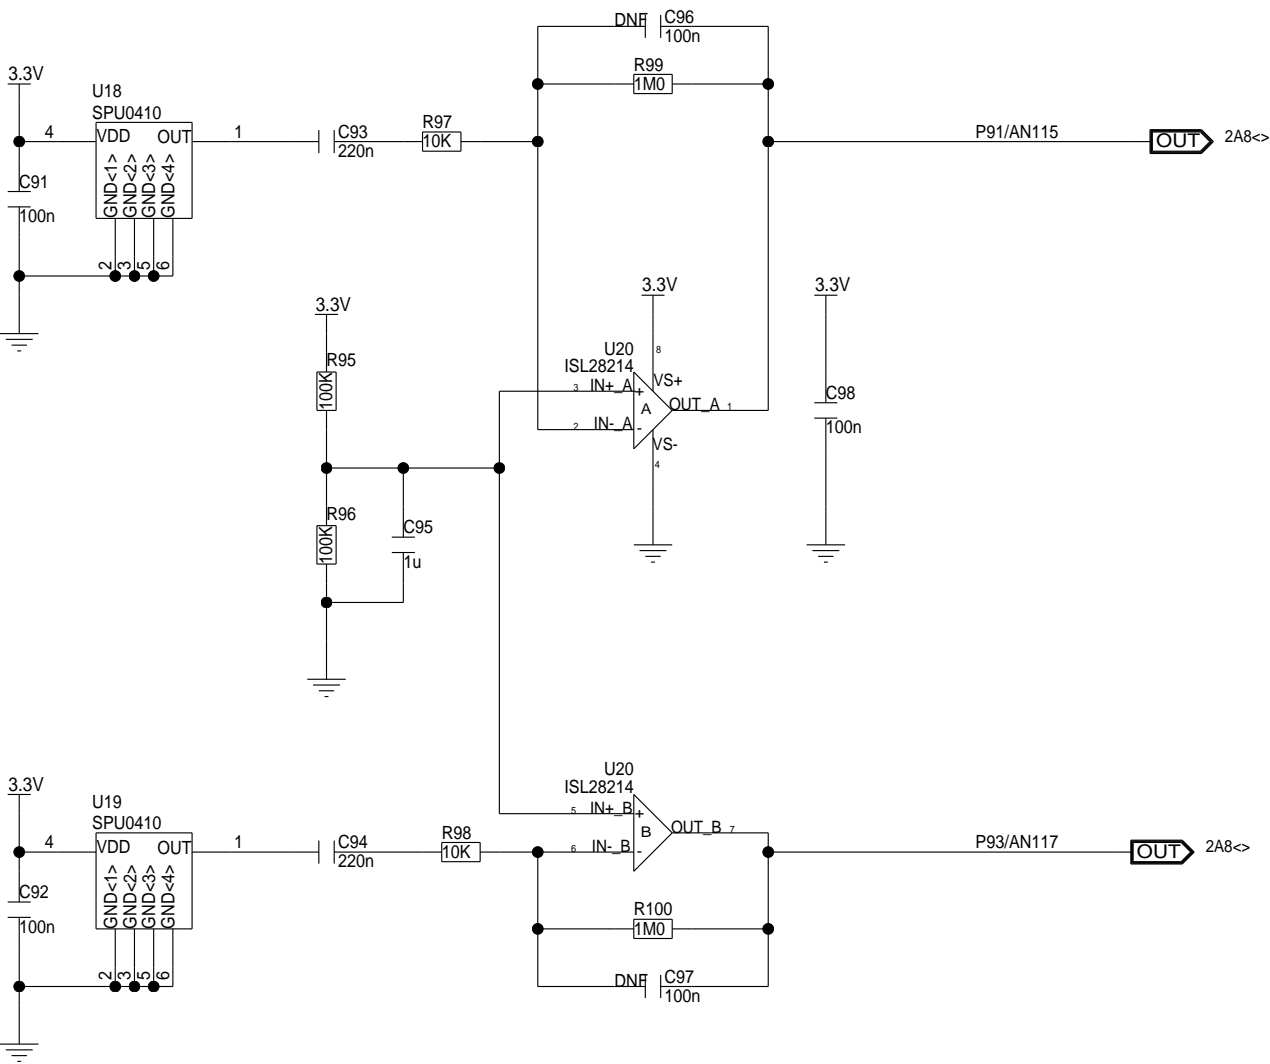 DNF C96
100n
R99
1M0
3.3V
U18
SPU0410
4 VDD OUT 1
GND<1>
GND<2>
GND<3>
GND<4>
2
3
5
6
C91
100n
C93
220n
R97
10K
P91/AN115
OUT 2A8<>
3.3V
R95
100K
R96
100K
C95
1u
3.3V
8
U20
ISL28214
VS+
3 IN+_A +
A OUT_A 1
2 IN-_A -
VS-
4
3.3V
C98
100n
U20
ISL28214
5 IN+_B +
B OUT_B 7
6 IN-_B -
3.3V
U19
SPU0410
4 VDD OUT 1
GND<1>
GND<2>
GND<3>
GND<4>
2
3
5
6
C92
100n
C94
220n
R98
10K
P93/AN117
OUT 2A8<>
R100
1M0
DNF C97
100n